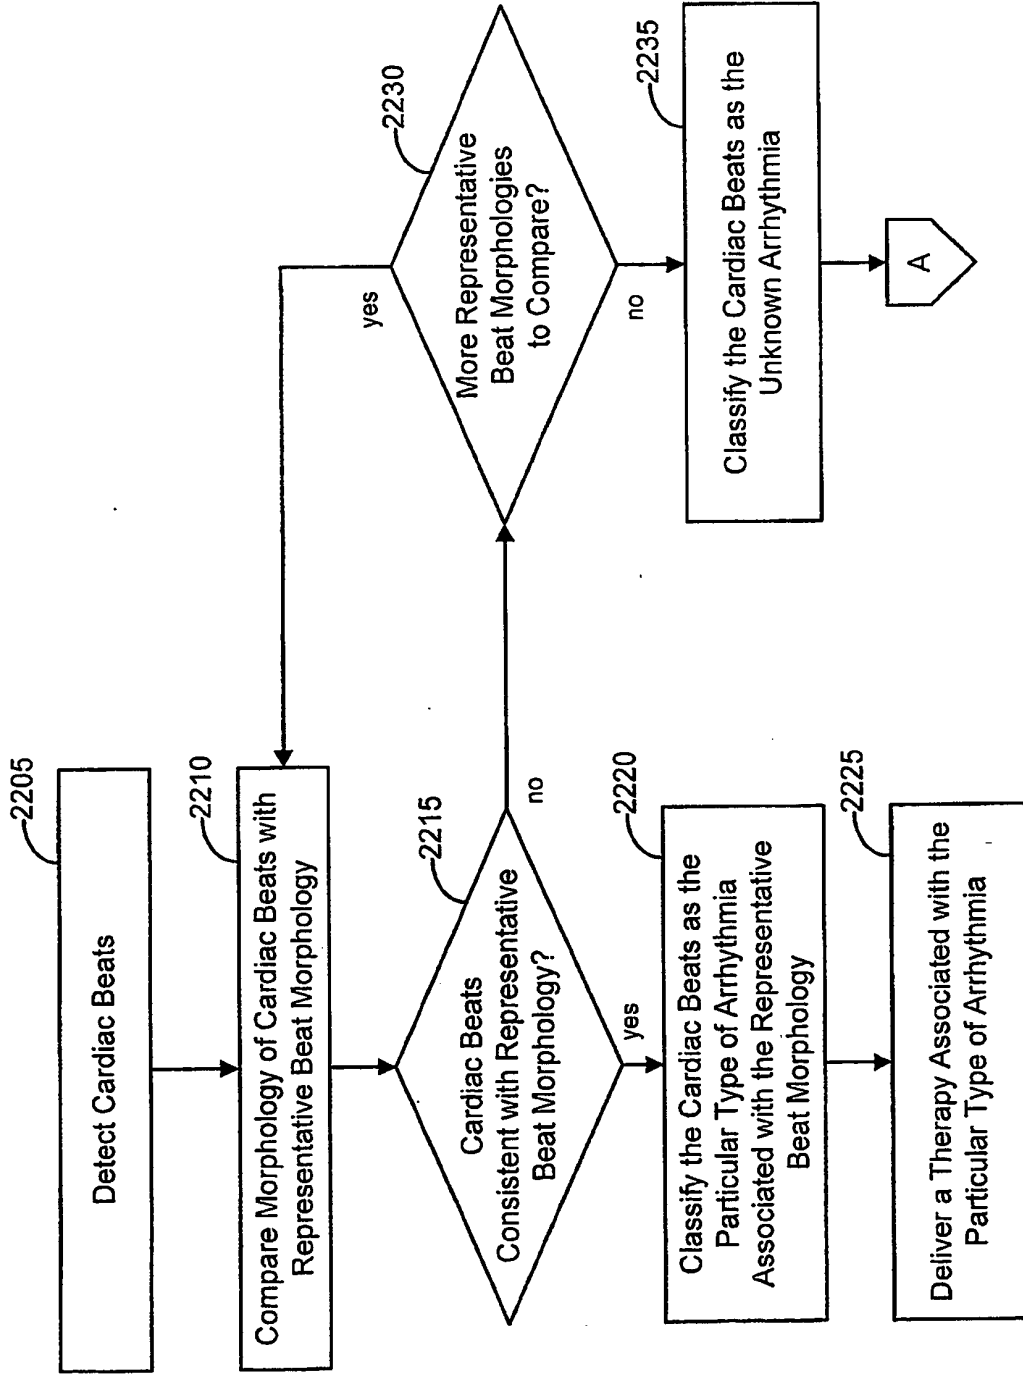 2205
Detect Cardiac Beats
2210
Compare Morphology of Cardiac Beats with
Representative Beat Morphology
2215
Cardiac Beats
Consistent with Representative
Beat Morphology?
no
yes
2220
Classify the Cardiac Beats as the
Particular Type of Arrhythmia
Associated with the Representative
Beat Morphology
2225
Deliver a Therapy Associated with the
Particular Type of Arrhythmia
2230
More Representative
Beat Morphologies
to Compare?
yes
no
2235
Classify the Cardiac Beats as the
Unknown Arrhythmia
A